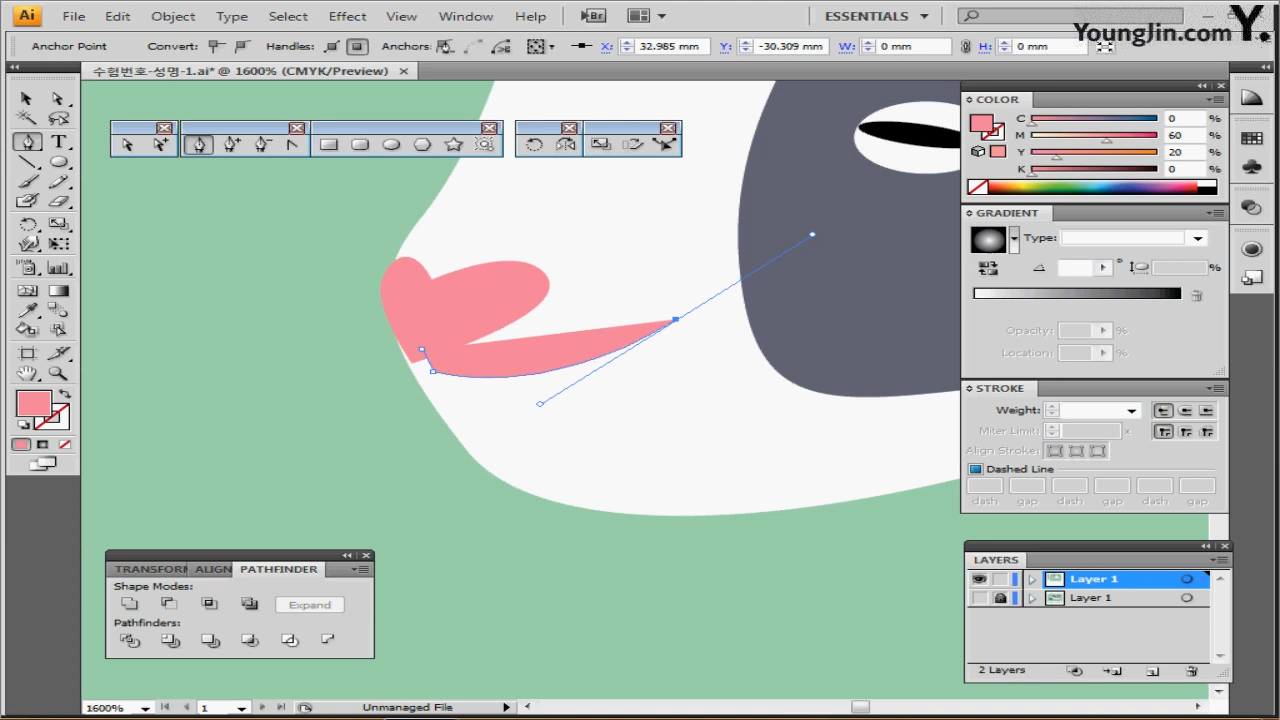 Ai File Edit Object Type Select Effect View Window Help Br ESSENTIALS
Y.
YoungJin.com
Anchor Point Convert: Handles: Anchors: X: 32.985 mm Y: -30.309 mm W: 0 mm H: 0 mm
수험번호-성명-1.ai* @ 1600% (CMYK/Preview)
COLOR
C 0 %
M 60 %
Y 20 %
K 0 %
GRADIENT
Type:
° %
Opacity: %
Location: %
STROKE
Weight:
Miter Limit: x
Align Stroke:
Dashed Line
dash gap dash gap dash gap
TRANSFORM ALIGN PATHFINDER
Shape Modes:
Expand
Pathfinders:
LAYERS
Layer 1
Layer 1
2 Layers
1600% 1 Unmanaged File